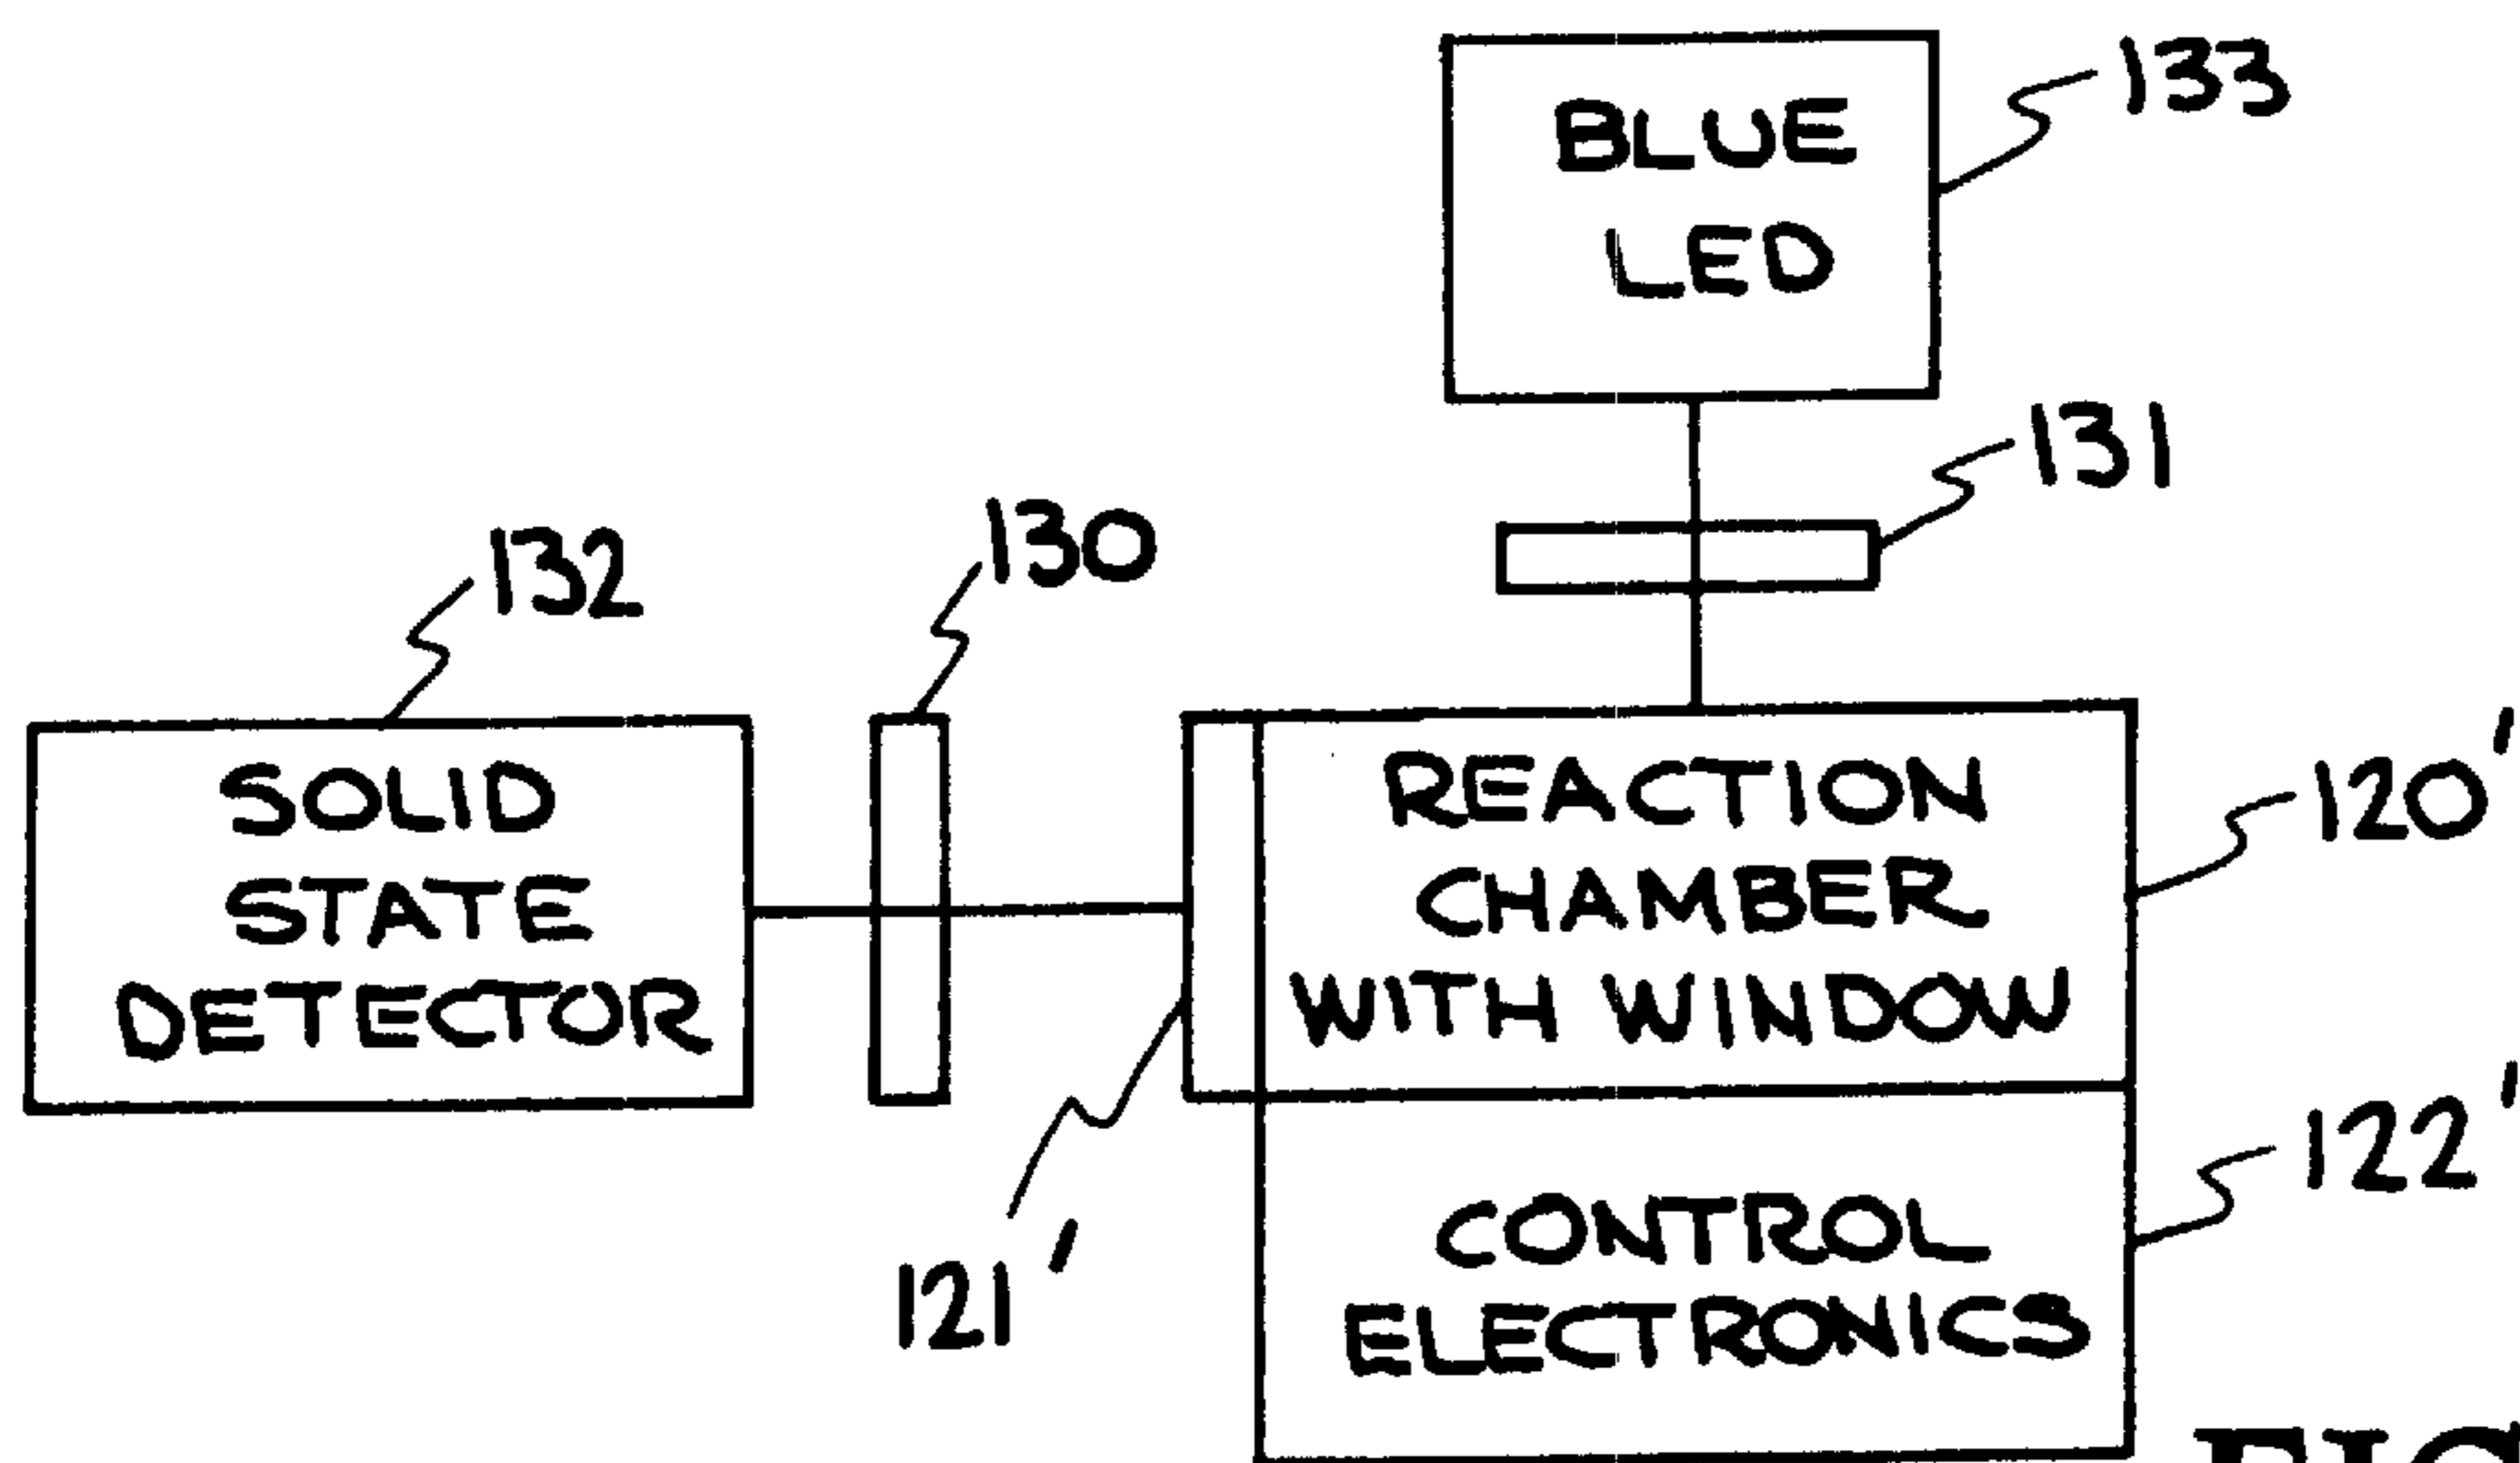 BLUE
LED
133
131
130
132
SOLID
STATE
DETECTOR
REACTION
CHAMBER
WITH WINDOW
120'
121'
CONTROL
ELECTRONICS
122'